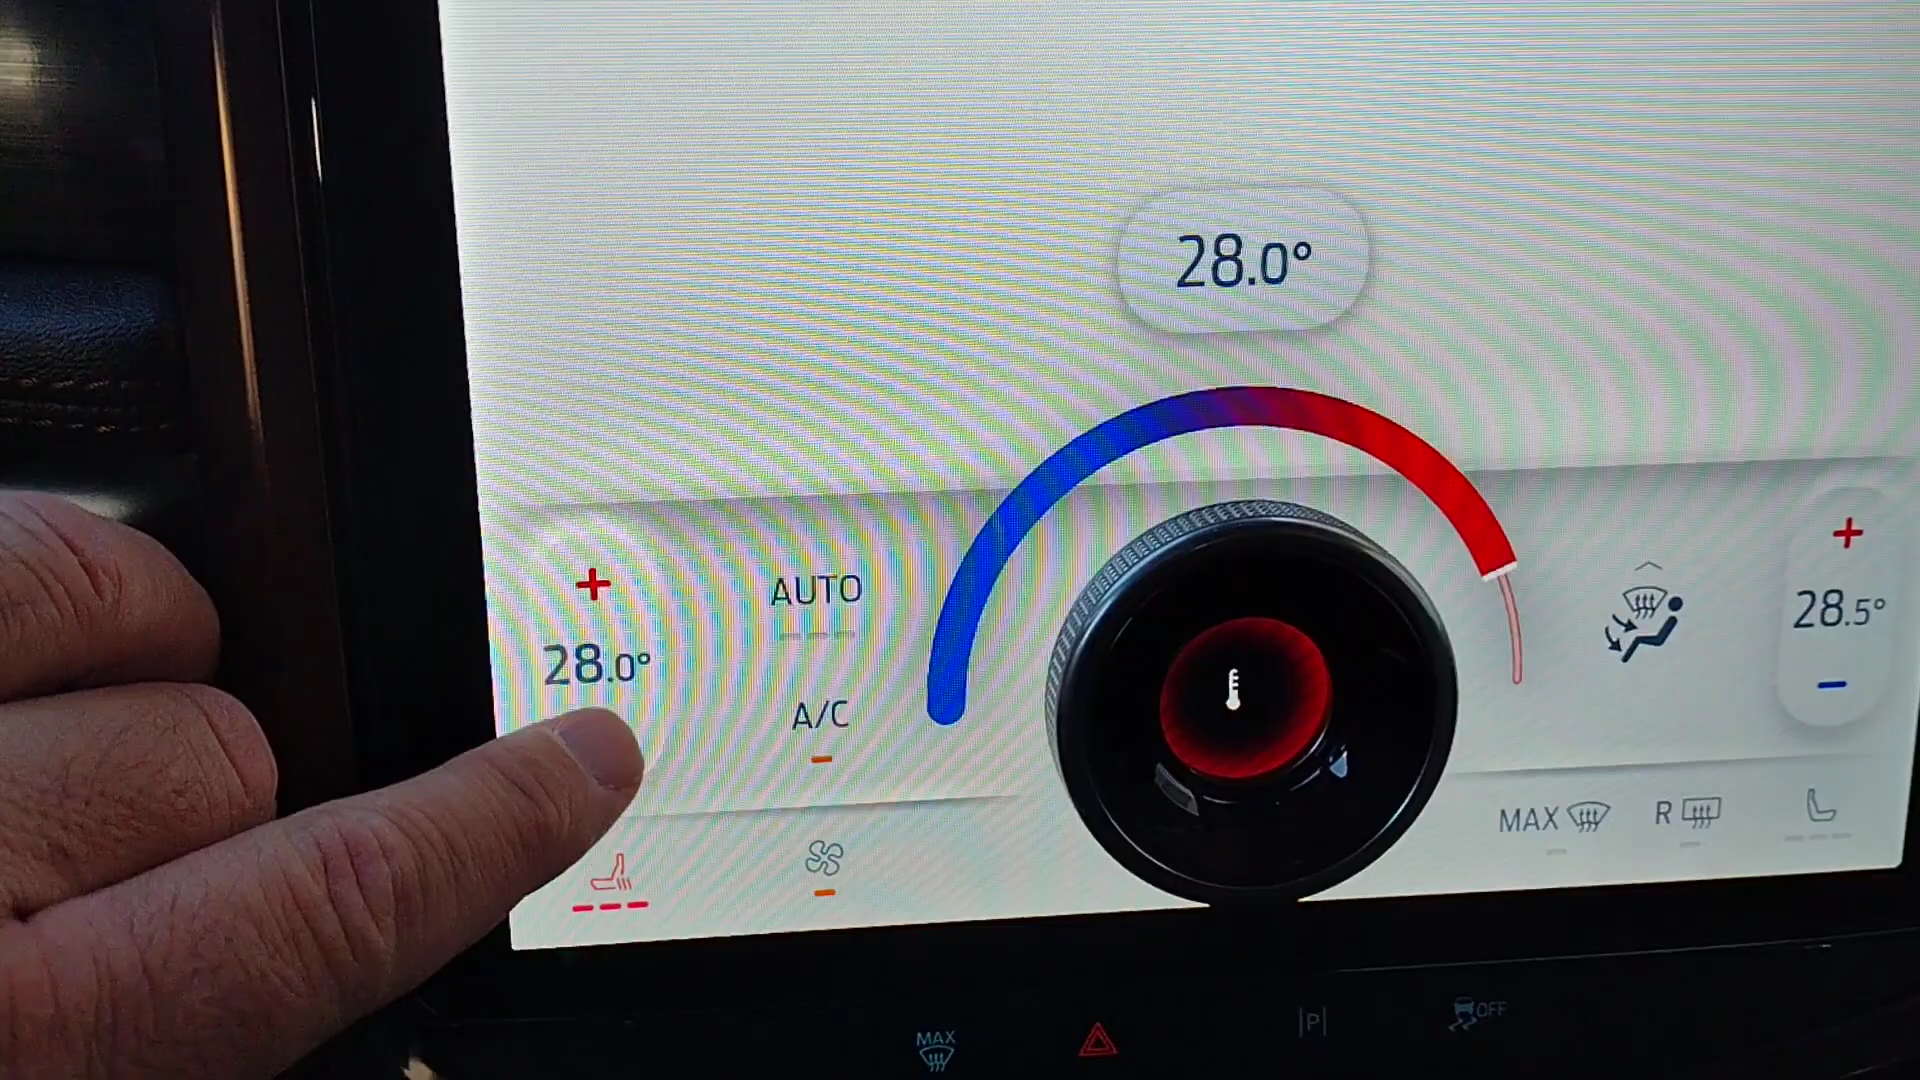 28.0°
+
28.0°
AUTO
A/C
+
28.5°
−
MAX
R
MAX
|P|
OFF